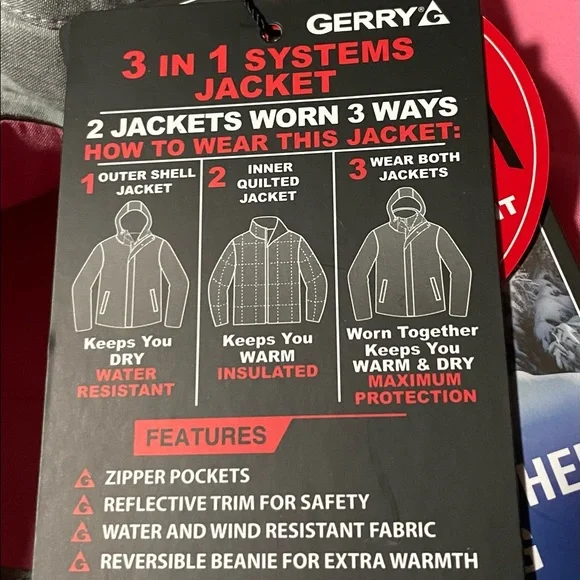 GERRY
3 IN 1 SYSTEMS
JACKET
2 JACKETS WORN 3 WAYS
HOW TO WEAR THIS JACKET:
1 OUTER SHELL
JACKET
Keeps You
DRY
WATER
RESISTANT
2 INNER
QUILTED
JACKET
Keeps You
WARM
INSULATED
3 WEAR BOTH
JACKETS
Worn Together
Keeps You
WARM & DRY
MAXIMUM
PROTECTION
FEATURES
ZIPPER POCKETS
REFLECTIVE TRIM FOR SAFETY
WATER AND WIND RESISTANT FABRIC
REVERSIBLE BEANIE FOR EXTRA WARMTH